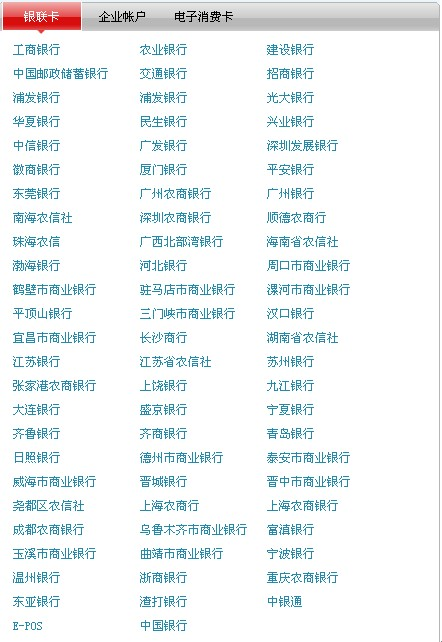 银联卡 企业帐户 电子消费卡
工商银行 农业银行 建设银行
中国邮政储蓄银行 交通银行 招商银行
浦发银行 浦发银行 光大银行
华夏银行 民生银行 兴业银行
中信银行 广发银行 深圳发展银行
徽商银行 厦门银行 平安银行
东莞银行 广州农商银行 广州银行
南海农信社 深圳农商银行 顺德农商行
珠海农信 广西北部湾银行 海南省农信社
渤海银行 河北银行 周口市商业银行
鹤壁市商业银行 驻马店市商业银行 漯河市商业银行
平顶山银行 三门峡市商业银行 汉口银行
宜昌市商业银行 长沙商行 湖南省农信社
江苏银行 江苏省农信社 苏州银行
张家港农商银行 上饶银行 九江银行
大连银行 盛京银行 宁夏银行
齐鲁银行 齐商银行 青岛银行
日照银行 德州市商业银行 泰安市商业银行
威海市商业银行 晋城银行 晋中市商业银行
尧都区农信社 上海农商行 上海农商银行
成都农商银行 乌鲁木齐市商业银行 富滇银行
玉溪市商业银行 曲靖市商业银行 宁波银行
温州银行 浙商银行 重庆农商银行
东亚银行 渣打银行 中银通
E-POS 中国银行